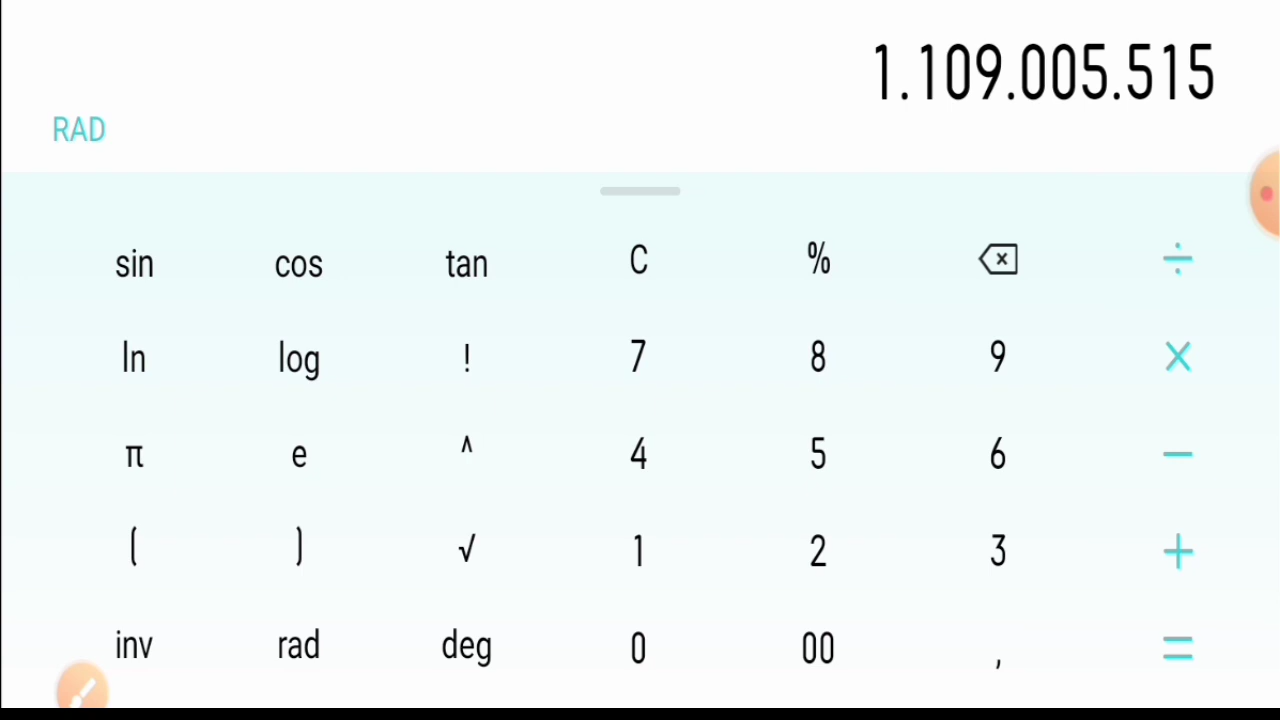 1.109.005.515
RAD
sin cos tan C % ÷
ln log ! 7 8 9 ×
π e ^ 4 5 6 −
( ) √ 1 2 3 +
inv rad deg 0 00 , =